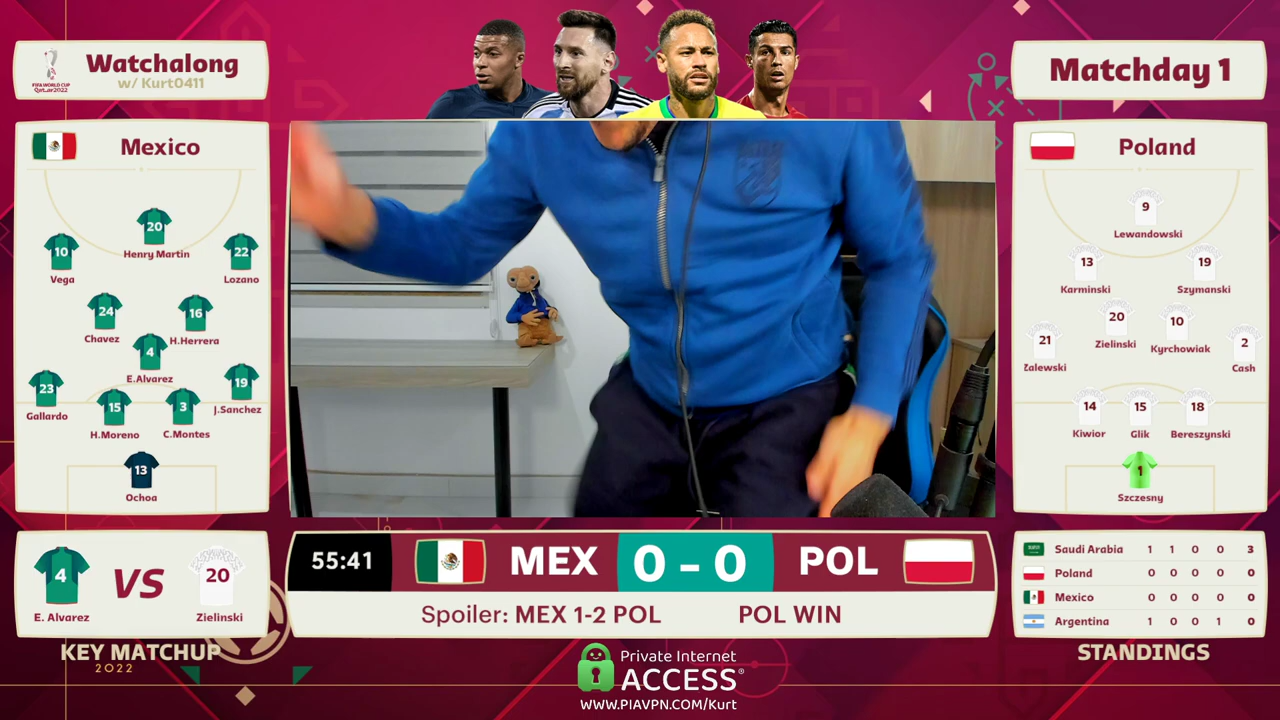 Watchalong
w/ Kurt0411
FIFA WORLD CUP
Qatar2022
Matchday 1
Mexico
20
Henry Martin
10
Vega
22
Lozano
24
Chavez
16
H.Herrera
4
E.Alvarez
23
Gallardo
19
J.Sanchez
15
H.Moreno
3
C.Montes
13
Ochoa
Poland
9
Lewandowski
13
Karminski
19
Szymanski
20
Zielinski
10
Kyrchowiak
21
Zalewski
2
Cash
14
Kiwior
15
Glik
18
Bereszynski
1
Szczesny
4
VS
20
E. Alvarez
Zielinski
KEY MATCHUP
2022
55:41
MEX 0 - 0 POL
Spoiler: MEX 1-2 POL POL WIN
Saudi Arabia 1 1 0 0 3
Poland 0 0 0 0 0
Mexico 0 0 0 0 0
Argentina 1 0 0 1 0
STANDINGS
Private Internet
ACCESS®
WWW.PIAVPN.COM/Kurt